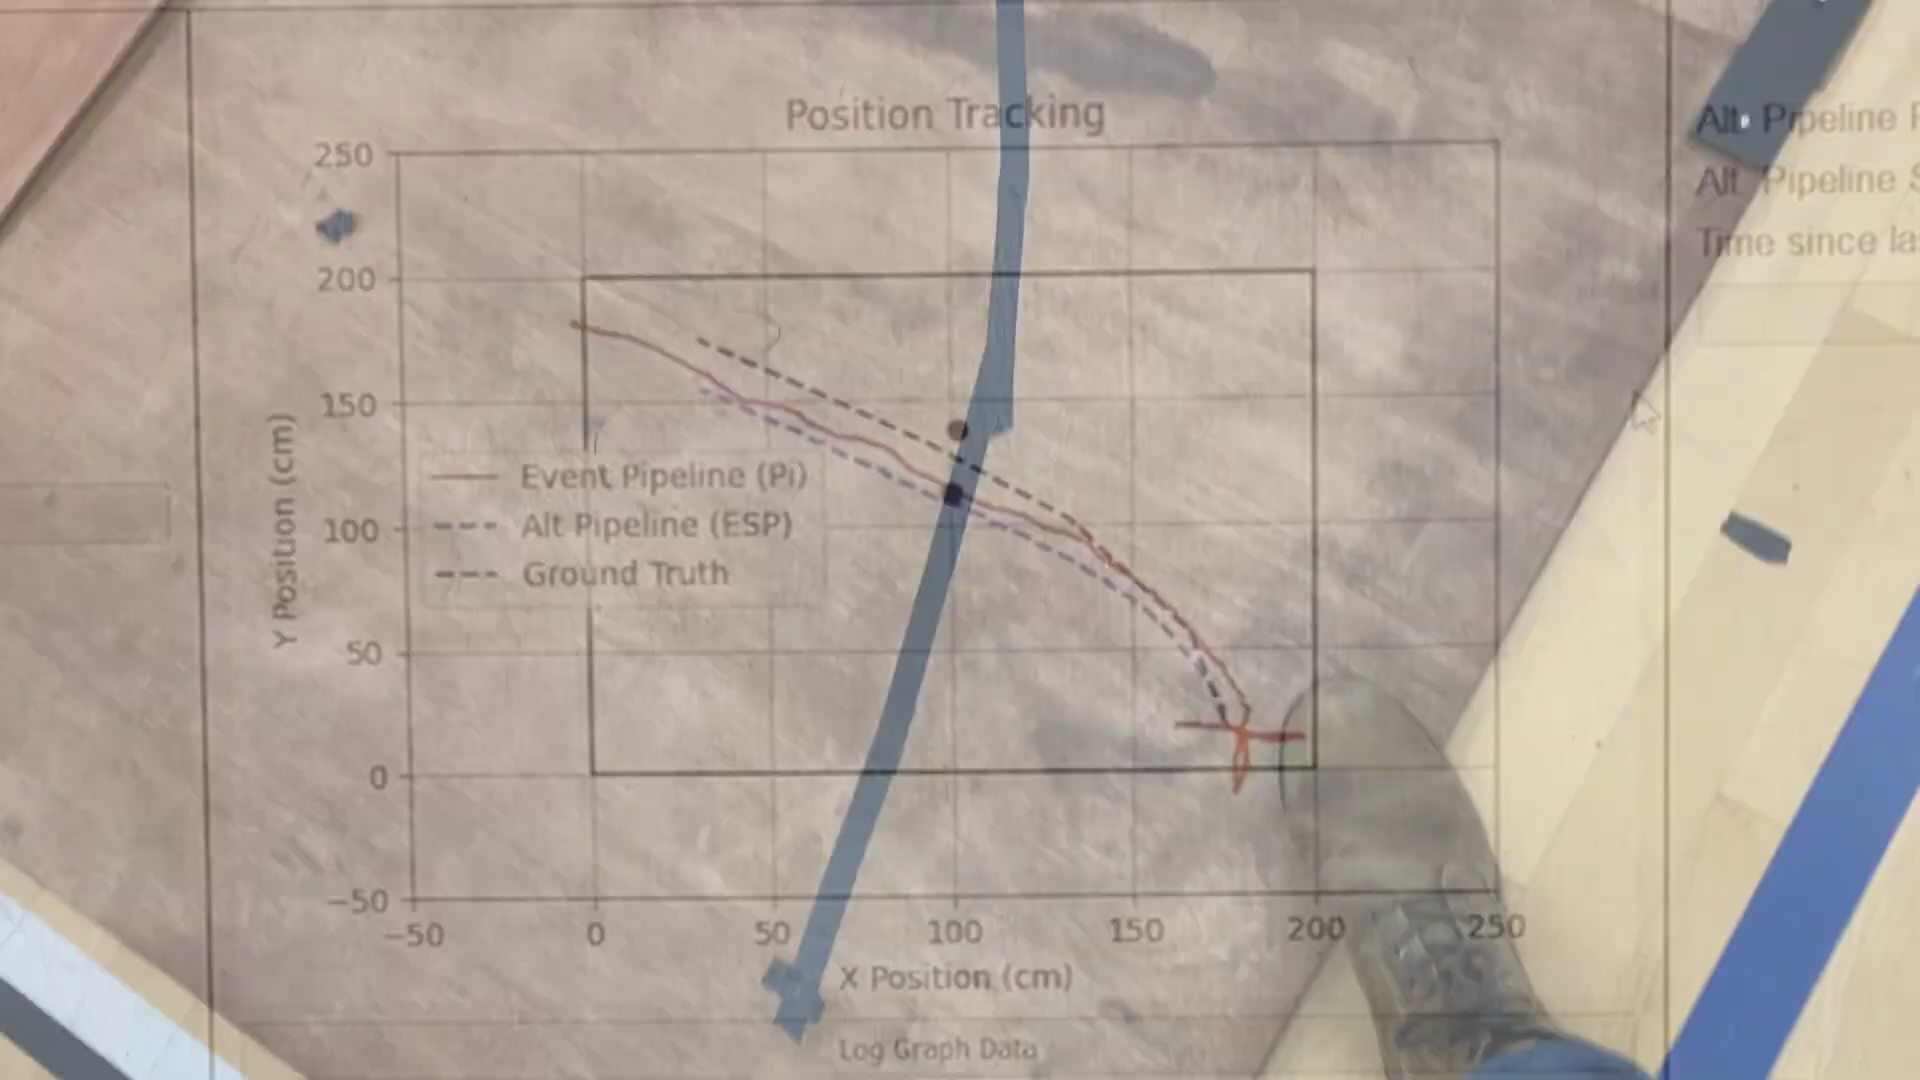 Position Tracking
Alt. Pipeline
Alt. Pipeline
Time since
250
200
150
100
50
0
−50
Y Position (cm)
Event Pipeline (Pi)
Alt Pipeline (ESP)
Ground Truth
−50 0 50 100 150 200 250
X Position (cm)
Log Graph Data